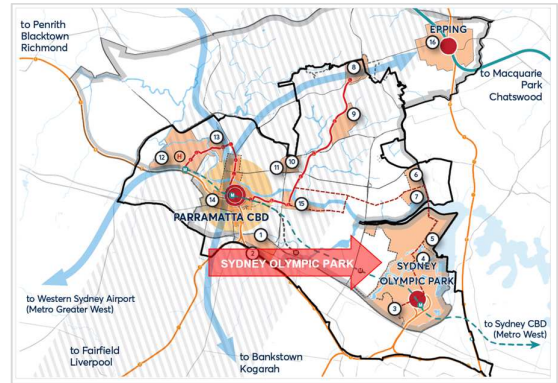 to Penrith
Blacktown
Richmond
EPPING
16
8
to Macquarie
Park
Chatswood
9
13
12
H
11
10
6
14
M
7
15
PARRAMATTA CBD
1
5
2
SYDNEY OLYMPIC PARK
4
SYDNEY
OLYMPIC PARK
to Western Sydney Airport
(Metro Greater West)
3
M
to Sydney CBD
(Metro West)
to Fairfield
Liverpool
to Bankstown
Kogarah